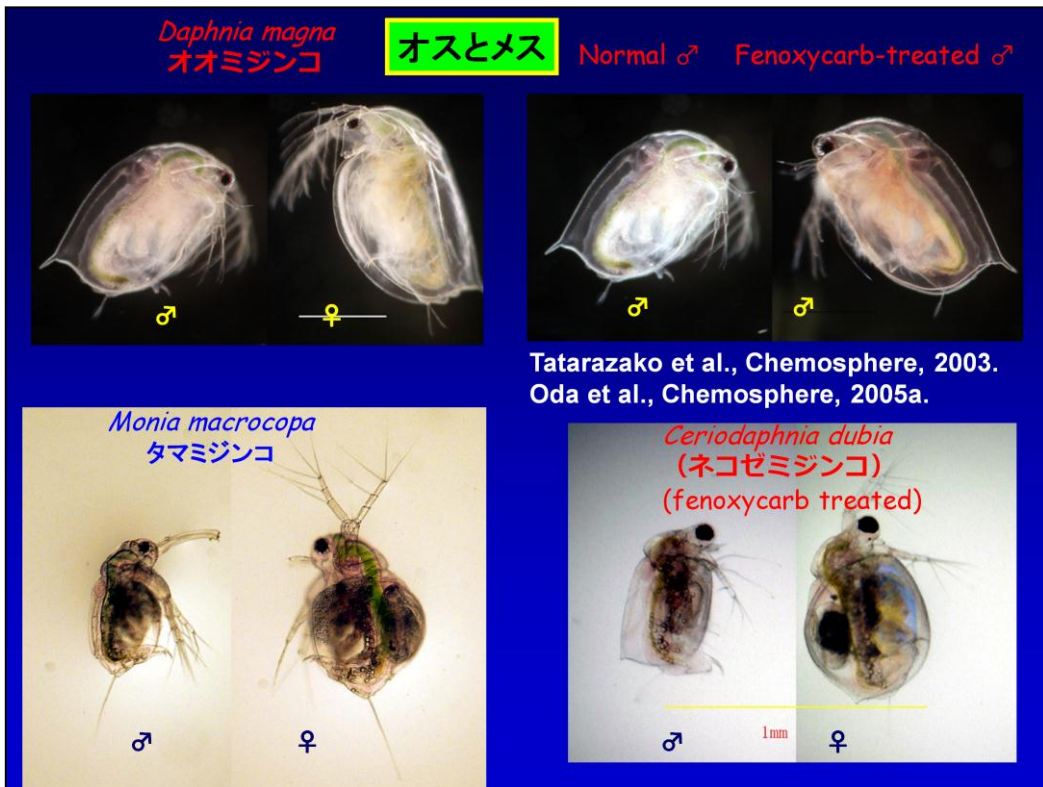 Daphnia magna
オオミジンコ
オスとメス
Normal ♂
Fenoxycarb-treated ♂
♂
♀
♂
♂
Tatarazako et al., Chemosphere, 2003.
Oda et al., Chemosphere, 2005a.
Monia macrocopa
タマミジンコ
♂
♀
Ceriodaphnia dubia
(ネコゼミジンコ)
(fenoxycarb treated)
1mm
♂
♀